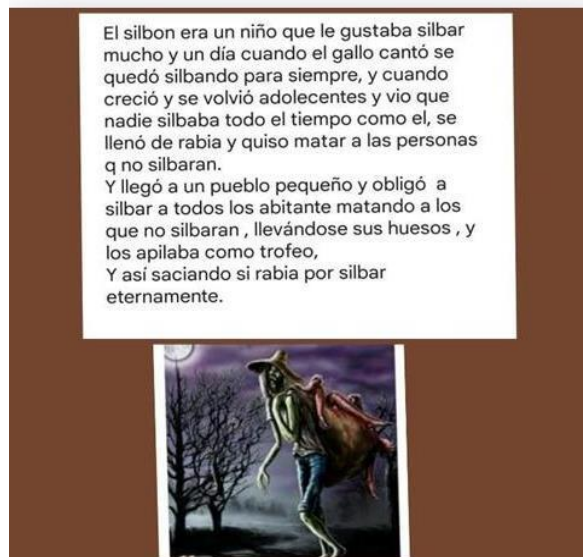 El silbon era un niño que le gustaba silbar
mucho y un día cuando el gallo cantó se
quedó silbando para siempre, y cuando
creció y se volvió adolecentes y vio que
nadie silbaba todo el tiempo como el, se
llenó de rabia y quiso matar a las personas
q no silbaran.
Y llegó a un pueblo pequeño y obligó  a
silbar a todos los abitante matando a los
que no silbaran , llevándose sus huesos , y
los apilaba como trofeo,
Y así saciando si rabia por silbar
eternamente.